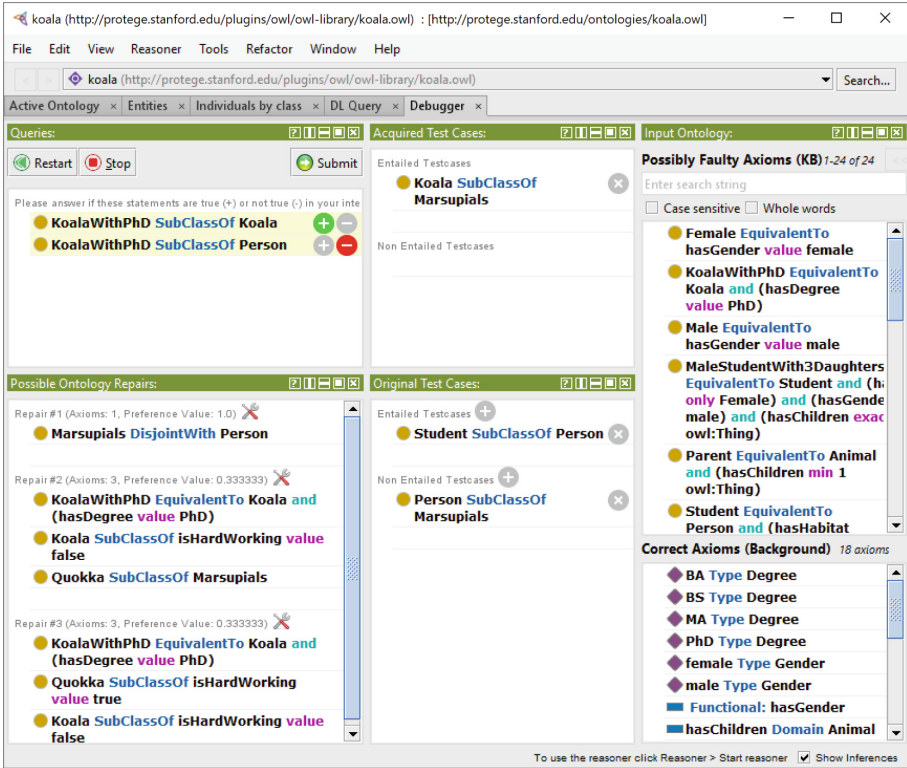 koala (http://protege.stanford.edu/plugins/owl/owl-library/koala.owl) : [http://protege.stanford.edu/ontologies/koala.owl]
File Edit View Reasoner Tools Refactor Window Help
< > koala (http://protege.stanford.edu/plugins/owl/owl-library/koala.owl) Search...
Active Ontology × Entities × Individuals by class × DL Query × Debugger ×
Queries:
Restart Stop Submit
Please answer if these statements are true (+) or not true (-) in your inte
KoalaWithPhD SubClassOf Koala
KoalaWithPhD SubClassOf Person
Acquired Test Cases:
Entailed Testcases
Koala SubClassOf
Marsupials
Non Entailed Testcases
Possible Ontology Repairs:
Repair #1 (Axioms: 1, Preference Value: 1.0)
Marsupials DisjointWith Person
Repair #2 (Axioms: 3, Preference Value: 0.333333)
KoalaWithPhD EquivalentTo Koala and
(hasDegree value PhD)
Koala SubClassOf isHardWorking value
false
Quokka SubClassOf Marsupials
Repair #3 (Axioms: 3, Preference Value: 0.333333)
KoalaWithPhD EquivalentTo Koala and
(hasDegree value PhD)
Quokka SubClassOf isHardWorking
value true
Koala SubClassOf isHardWorking value
false
Original Test Cases:
Entailed Testcases
Student SubClassOf Person
Non Entailed Testcases
Person SubClassOf
Marsupials
Input Ontology:
Possibly Faulty Axioms (KB) 1-24 of 24 <<
Enter search string
Case sensitive Whole words
Female EquivalentTo
hasGender value female
KoalaWithPhD EquivalentTo
Koala and (hasDegree
value PhD)
Male EquivalentTo
hasGender value male
MaleStudentWith3Daughters
EquivalentTo Student and (ha
only Female) and (hasGende
male) and (hasChildren exac
owl:Thing)
Parent EquivalentTo Animal
and (hasChildren min 1
owl:Thing)
Student EquivalentTo
Person and (hasHabitat
Correct Axioms (Background) 18 axioms
BA Type Degree
BS Type Degree
MA Type Degree
PhD Type Degree
female Type Gender
male Type Gender
Functional: hasGender
hasChildren Domain Animal
To use the reasoner click Reasoner > Start reasoner Show Inferences